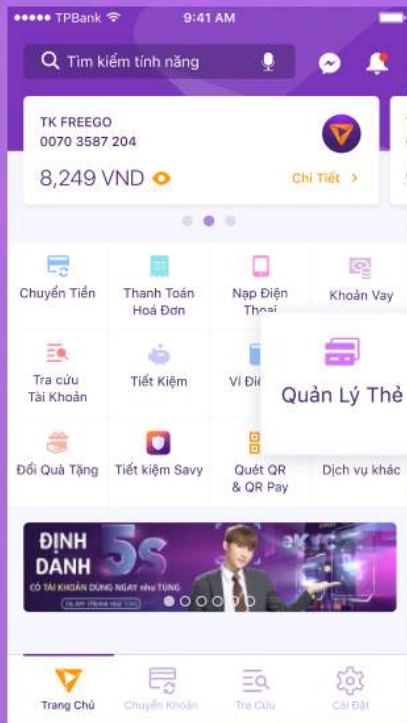 TPBank
9:41 AM
Tìm kiếm tính năng
TK FREEGO
0070 3587 204
8,249 VND
Chi Tiết >
Chuyển Tiền
Thanh Toán
Hoá Đơn
Nạp Điện
Thoại
Khoản Vay
Tra cứu
Tài Khoản
Tiết Kiệm
Ví Điệ
Quản Lý Thẻ
Đổi Quà Tặng
Tiết kiệm Savy
Quét QR
& QR Pay
Dịch vụ khác
ĐỊNH
DANH
5s
CÓ TÀI KHOẢN DÙNG NGAY như TÙNG
eKYC
Trang Chủ
Chuyển Khoản
Tra Cứu
Cài Đặt